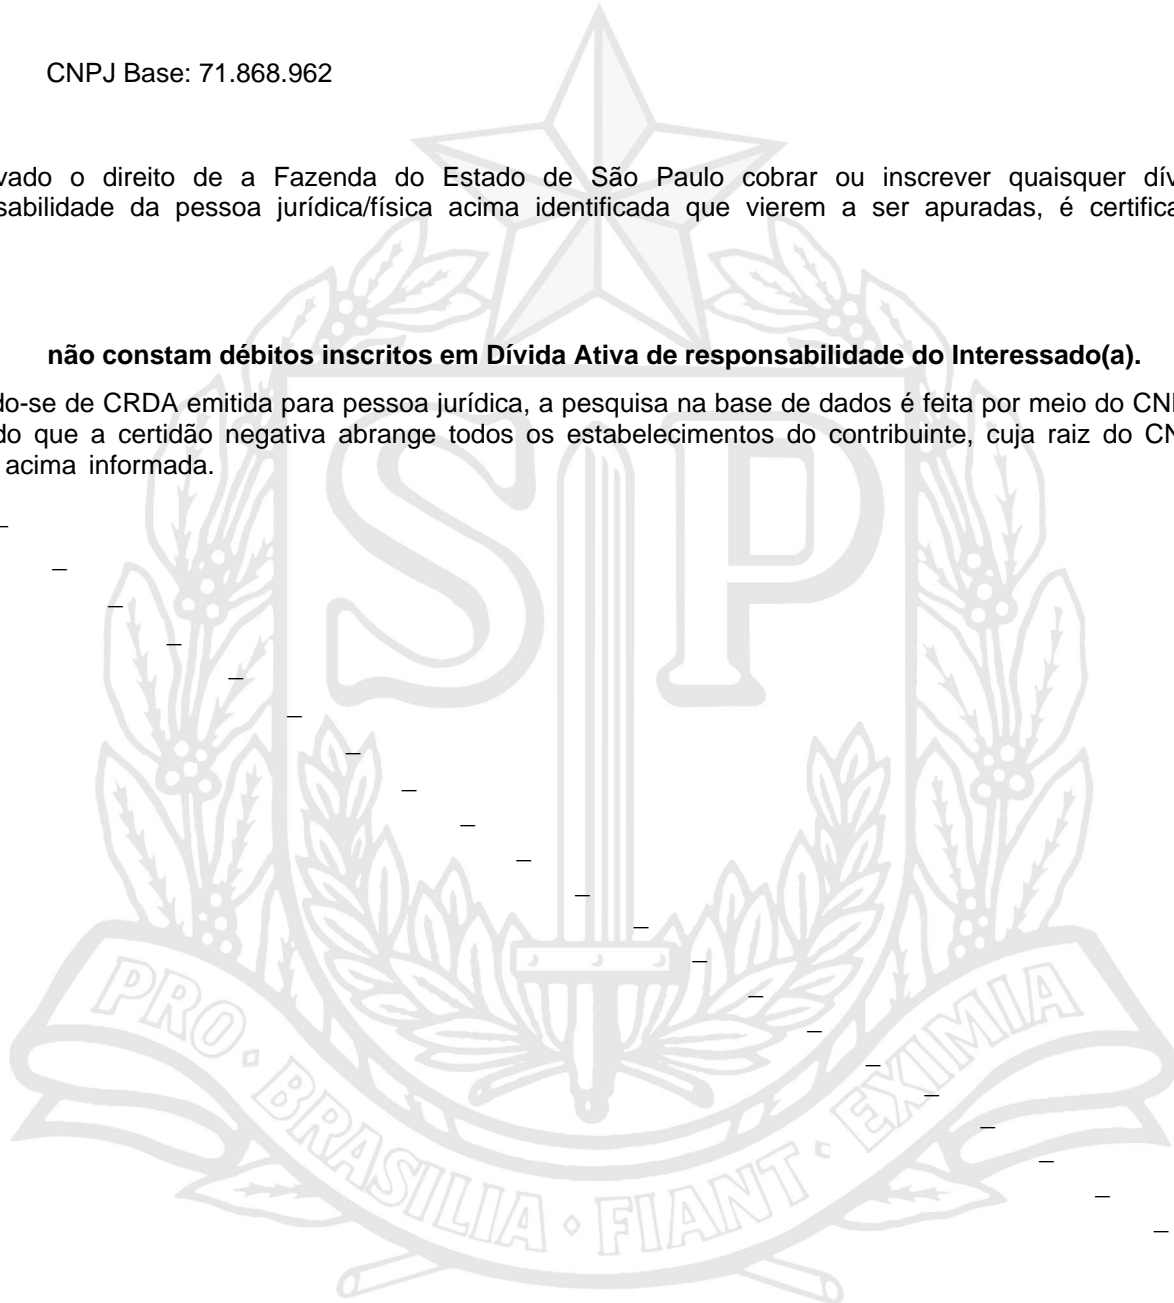 CNPJ Base: 71.868.962
vado o direito de a Fazenda do Estado de São Paulo cobrar ou inscrever quaisquer dív
sabilidade da pessoa jurídica/física acima identificada que vierem a ser apuradas, é certifica
não constam débitos inscritos em Dívida Ativa de responsabilidade do Interessado(a).
do-se de CRDA emitida para pessoa jurídica, a pesquisa na base de dados é feita por meio do CN
do que a certidão negativa abrange todos os estabelecimentos do contribuinte, cuja raiz do CN
acima informada.
SP
PRO · BRASILIA · FIANT · EXIMIA